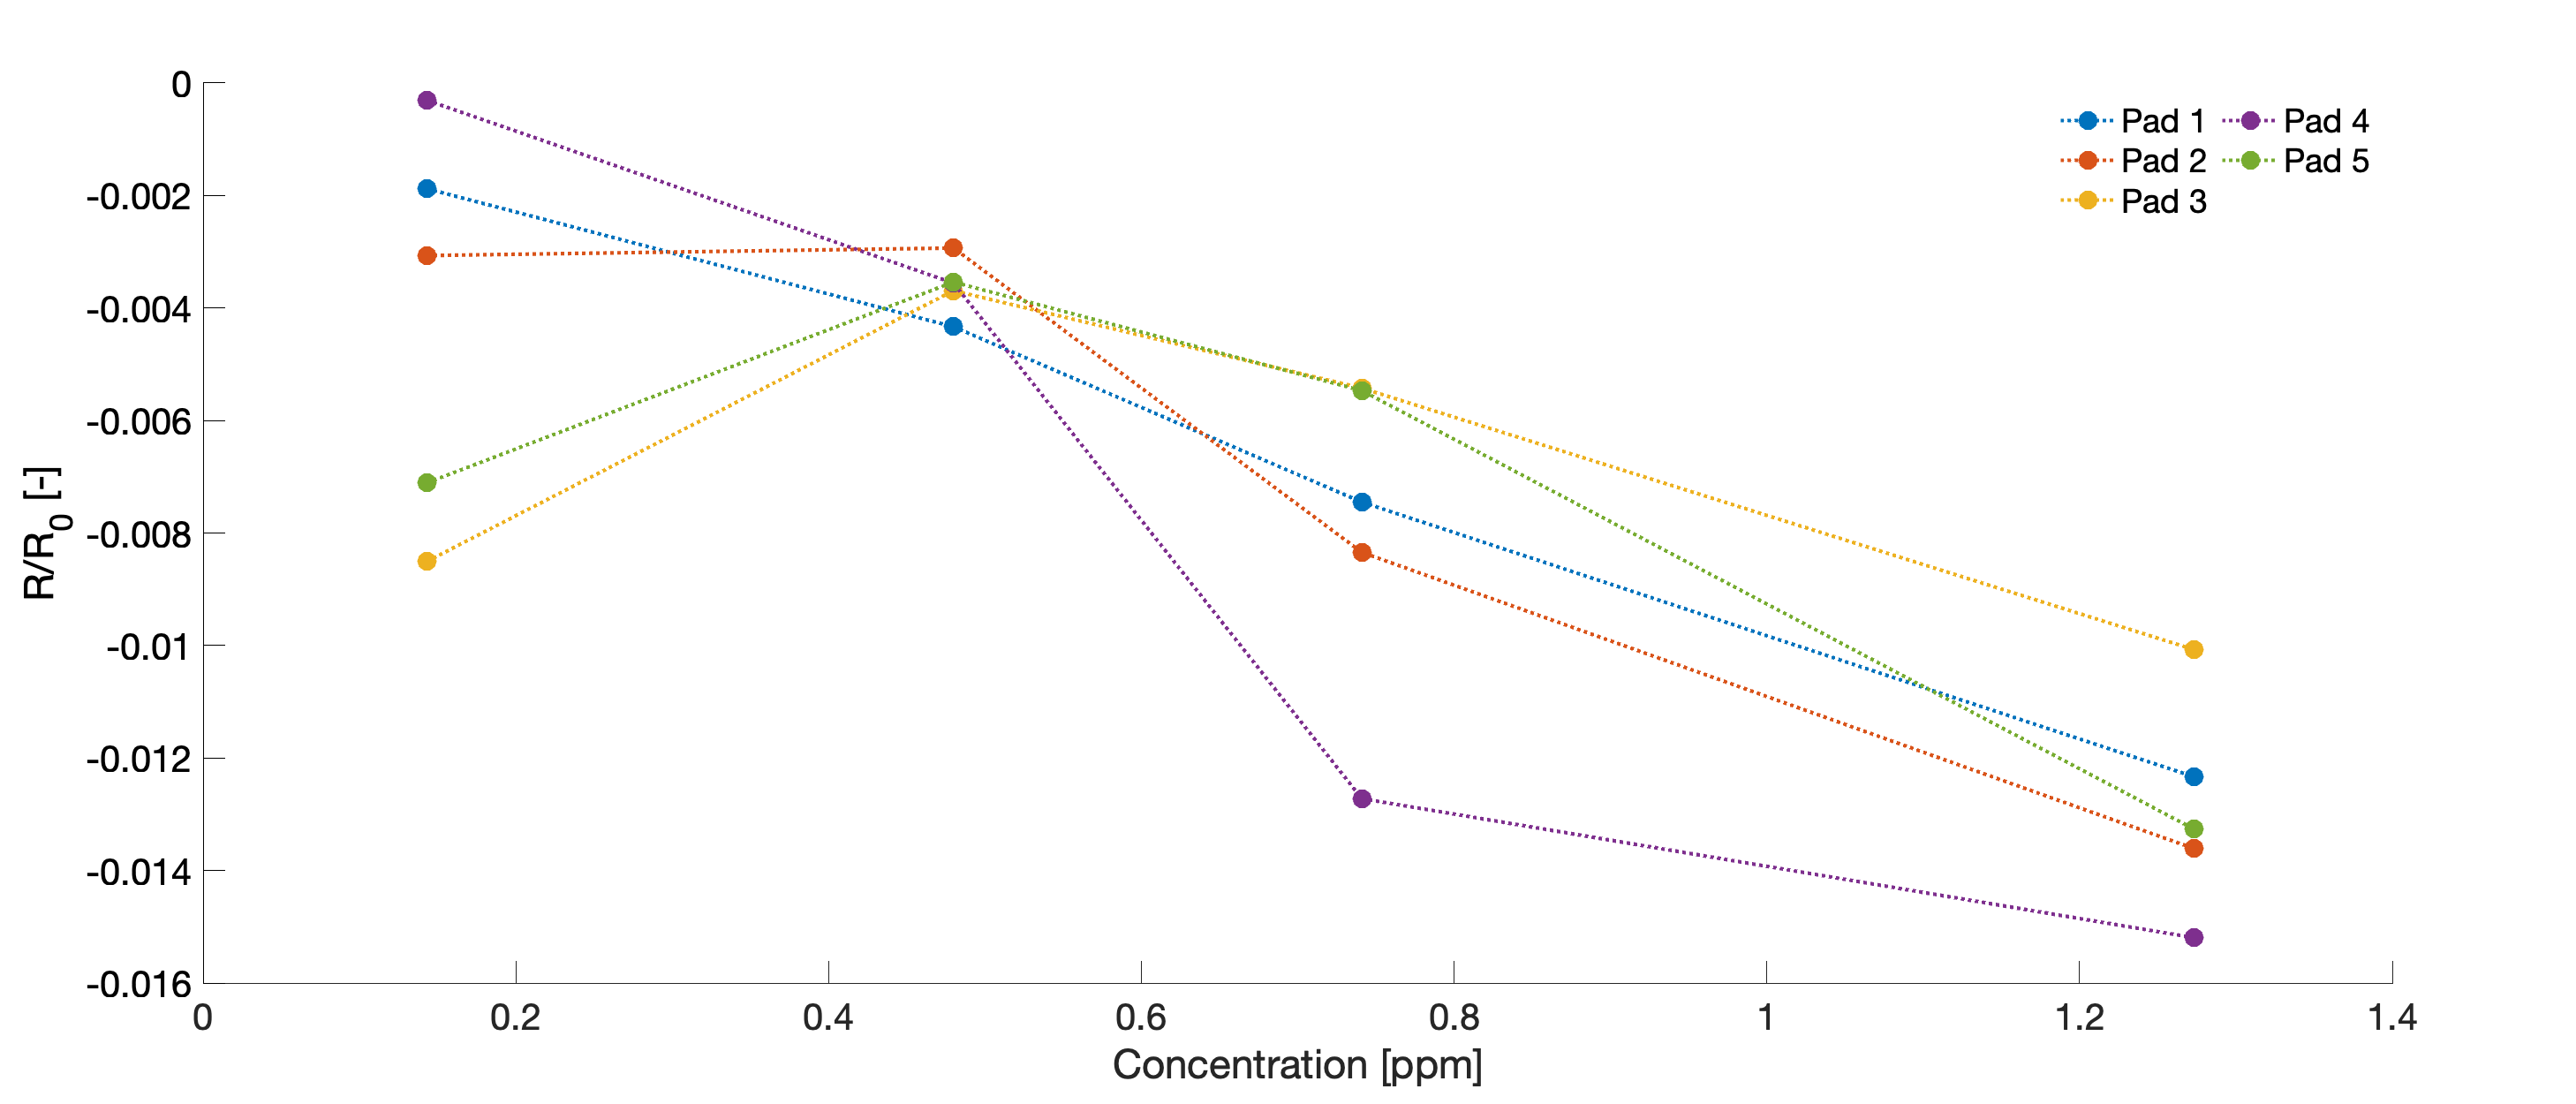 0
-0.002
-0.004
-0.006
-0.008
-0.01
-0.012
-0.014
-0.016
R/R0 [-]
0 0.2 0.4 0.6 0.8 1 1.2 1.4
Concentration [ppm]
Pad 1 Pad 4
Pad 2 Pad 5
Pad 3